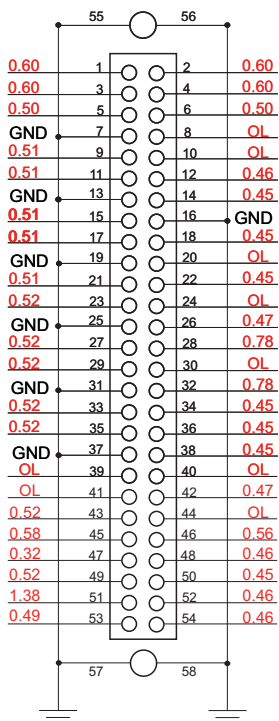 55 56
0.60 1 2 0.60
0.60 3 4 0.60
0.50 5 6 0.50
GND 7 8 OL
0.51 9 10 OL
0.51 11 12 0.46
GND 13 14 0.45
0.51 15 16 GND
0.51 17 18 0.45
GND 19 20 OL
0.51 21 22 0.45
0.52 23 24 OL
GND 25 26 0.47
0.52 27 28 0.78
0.52 29 30 OL
GND 31 32 0.78
0.52 33 34 0.45
0.52 35 36 0.45
GND 37 38 0.45
OL 39 40 OL
OL 41 42 0.47
0.52 43 44 OL
0.58 45 46 0.56
0.32 47 48 0.46
0.52 49 50 0.45
1.38 51 52 0.46
0.49 53 54 0.46
57 58